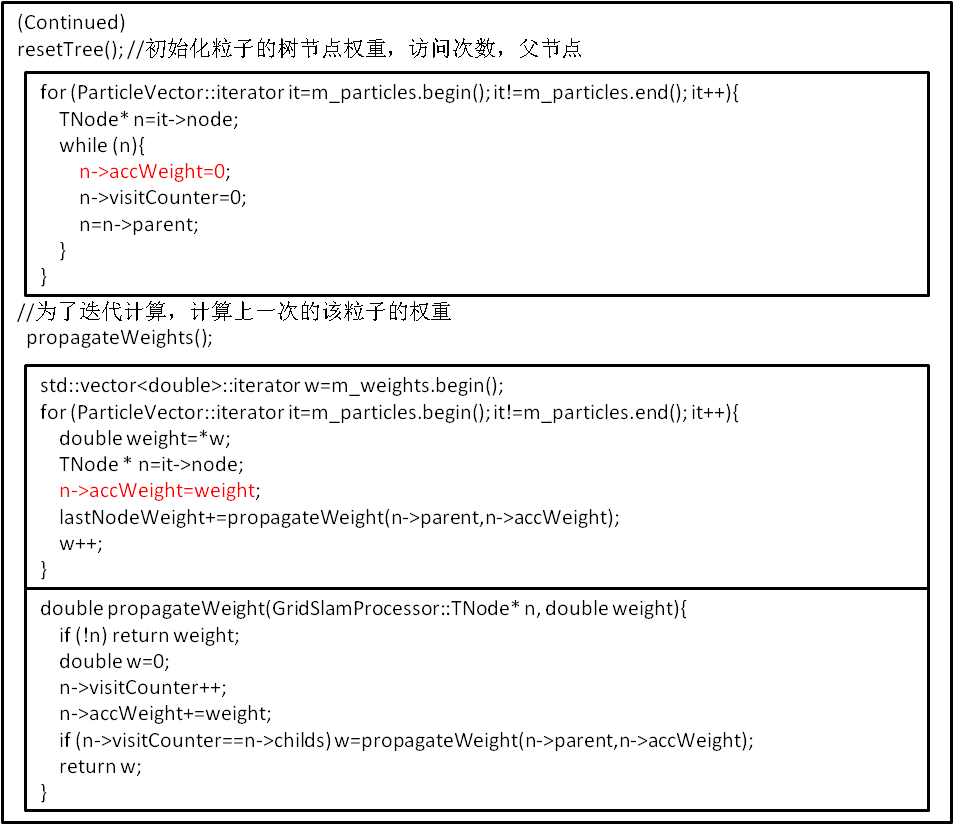 (Continued)
resetTree(); //初始化粒子的树节点权重，访问次数，父节点
for (ParticleVector::iterator it=m_particles.begin(); it!=m_particles.end(); it++){
TNode* n=it->node;
while (n){
n->accWeight=0;
n->visitCounter=0;
n=n->parent;
}
}
//为了迭代计算，计算上一次的该粒子的权重
propagateWeights();
std::vector<double>::iterator w=m_weights.begin();
for (ParticleVector::iterator it=m_particles.begin(); it!=m_particles.end(); it++){
double weight=*w;
TNode * n=it->node;
n->accWeight=weight;
lastNodeWeight+=propagateWeight(n->parent,n->accWeight);
w++;
}
double propagateWeight(GridSlamProcessor::TNode* n, double weight){
if (!n) return weight;
double w=0;
n->visitCounter++;
n->accWeight+=weight;
if (n->visitCounter==n->childs) w=propagateWeight(n->parent,n->accWeight);
return w;
}